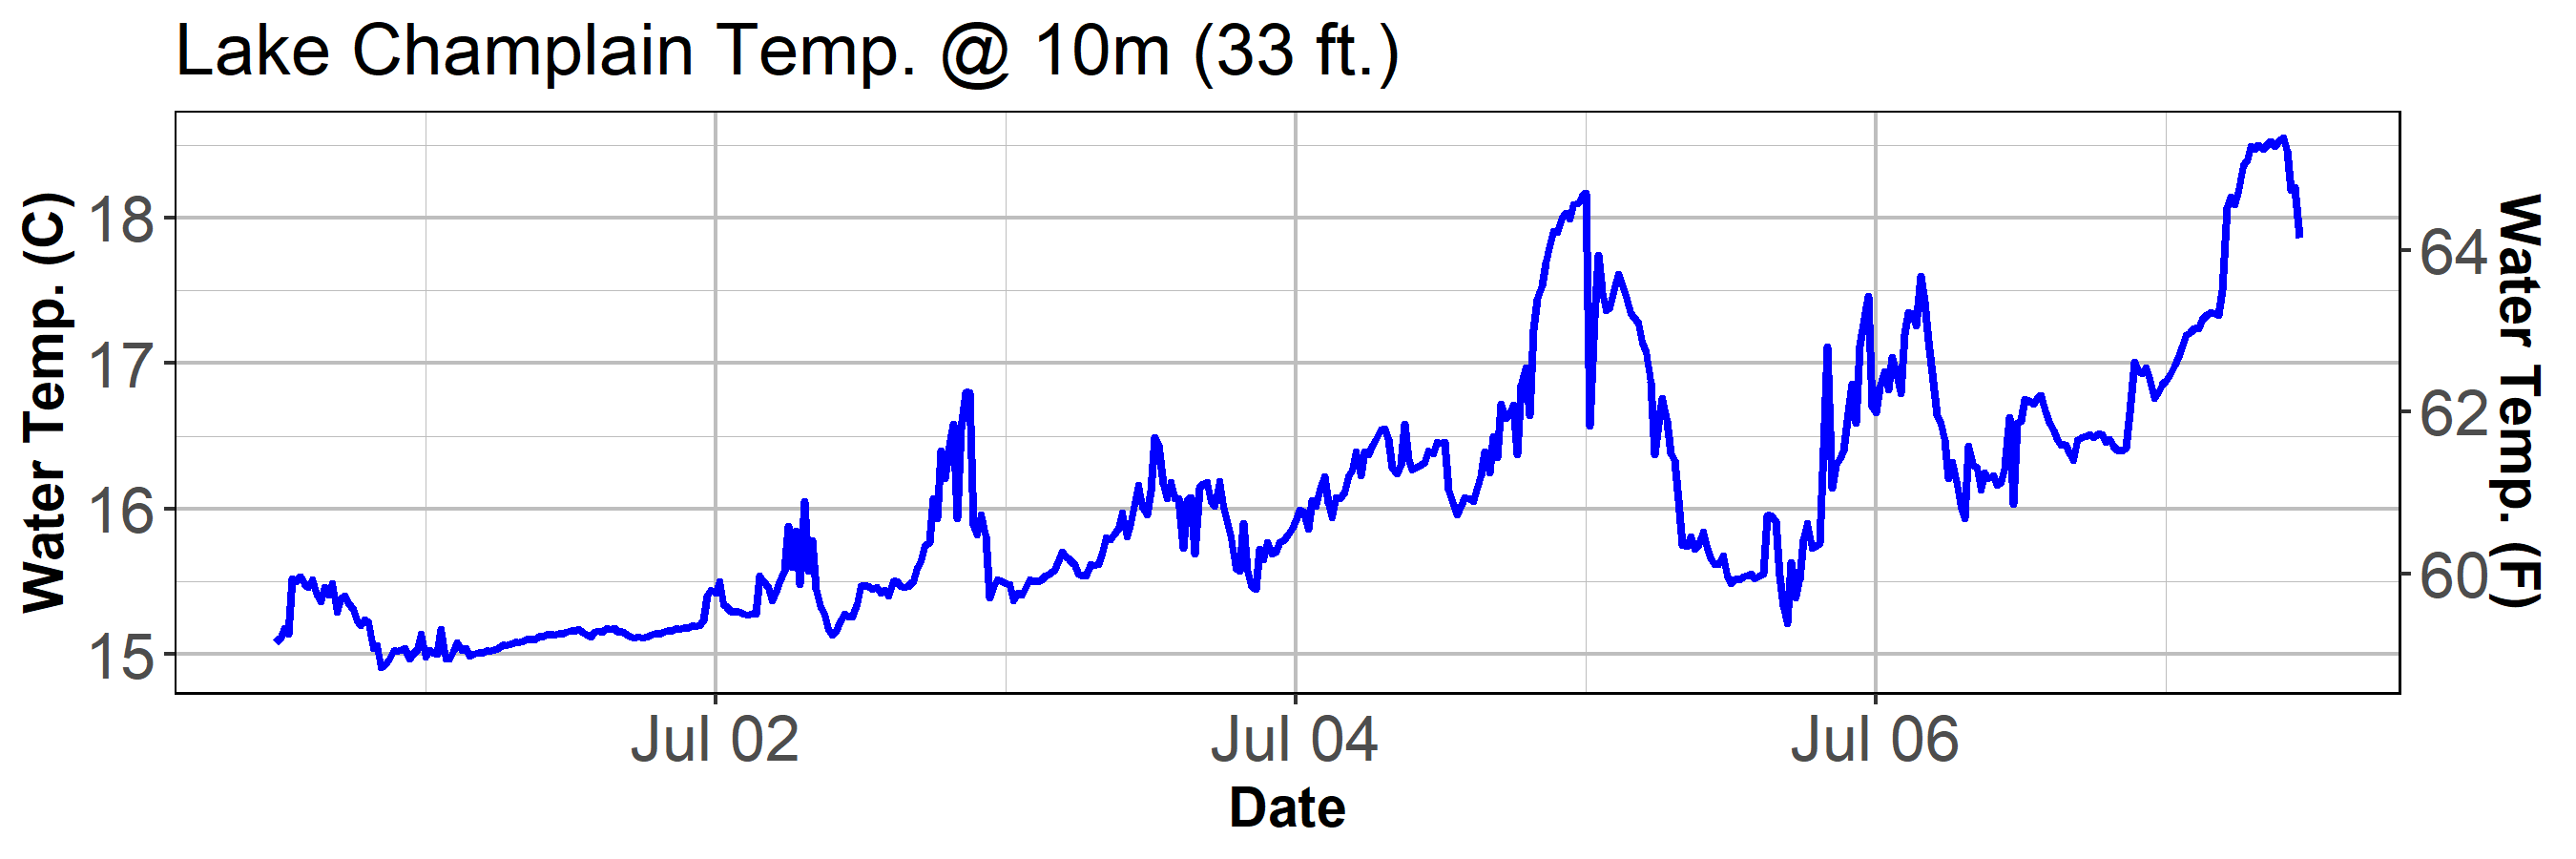 Lake Champlain Temp. @ 10m (33 ft.)
Water Temp. (C)
18
17
16
15
64
62
60
Water Temp. (F)
Jul 02
Jul 04
Jul 06
Date